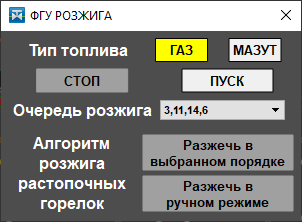 ФГУ РОЗЖИГА
Тип топлива
ГАЗ
МАЗУТ
СТОП
ПУСК
Очередь розжига
3,11,14,6
Алгоритм
розжига
растопочных
горелок
Разжечь в
выбранном порядке
Разжечь в
ручном режиме